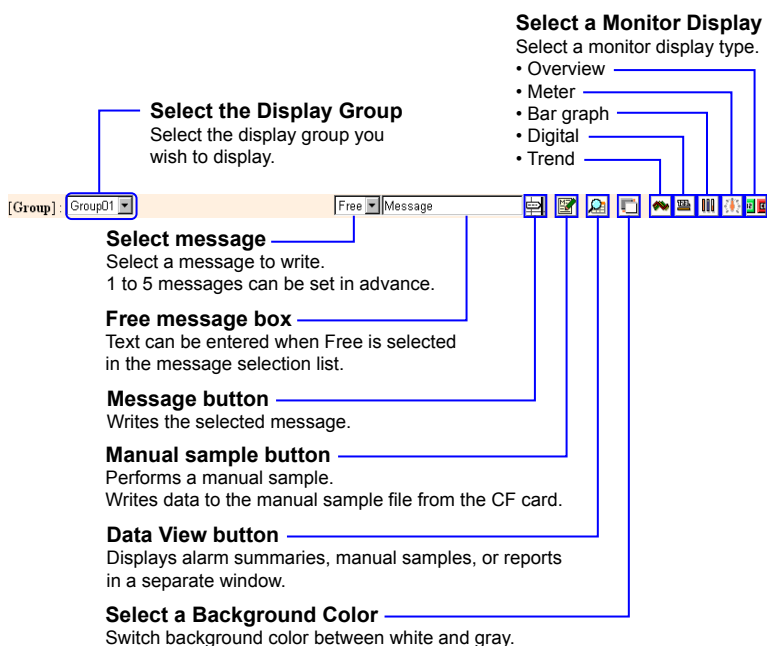 Select a Monitor Display
Select a monitor display type.
• Overview
• Meter
• Bar graph
• Digital
• Trend
Select the Display Group
Select the display group you
wish to display.
[Group] : Group01 Free Message
Select message
Select a message to write.
1 to 5 messages can be set in advance.
Free message box
Text can be entered when Free is selected
in the message selection list.
Message button
Writes the selected message.
Manual sample button
Performs a manual sample.
Writes data to the manual sample file from the CF card.
Data View button
Displays alarm summaries, manual samples, or reports
in a separate window.
Select a Background Color
Switch background color between white and gray.